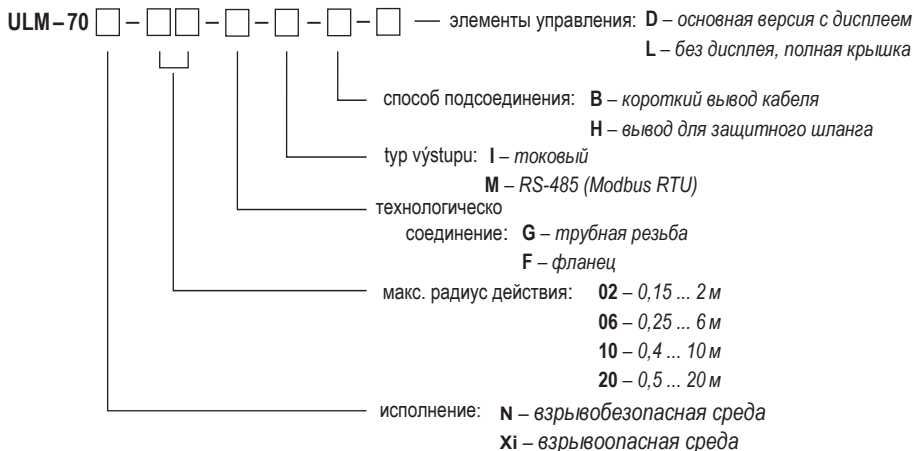 ULM – 70 □ – □□ – □ – □ – □ – □ — элементы управления: D – основная версия с дисплеем
L – без дисплея, полная крышка
способ подсоединения: B – короткий вывод кабеля
H – вывод для защитного шланга
typ výstupu: I – токовый
M – RS-485 (Modbus RTU)
технологическо
соединение: G – трубная резьба
F – фланец
макс. радиус действия: 02 – 0,15 ... 2 м
06 – 0,25 ... 6 м
10 – 0,4 ... 10 м
20 – 0,5 ... 20 м
исполнение: N – взрывобезопасная среда
Xi – взрывоопасная среда